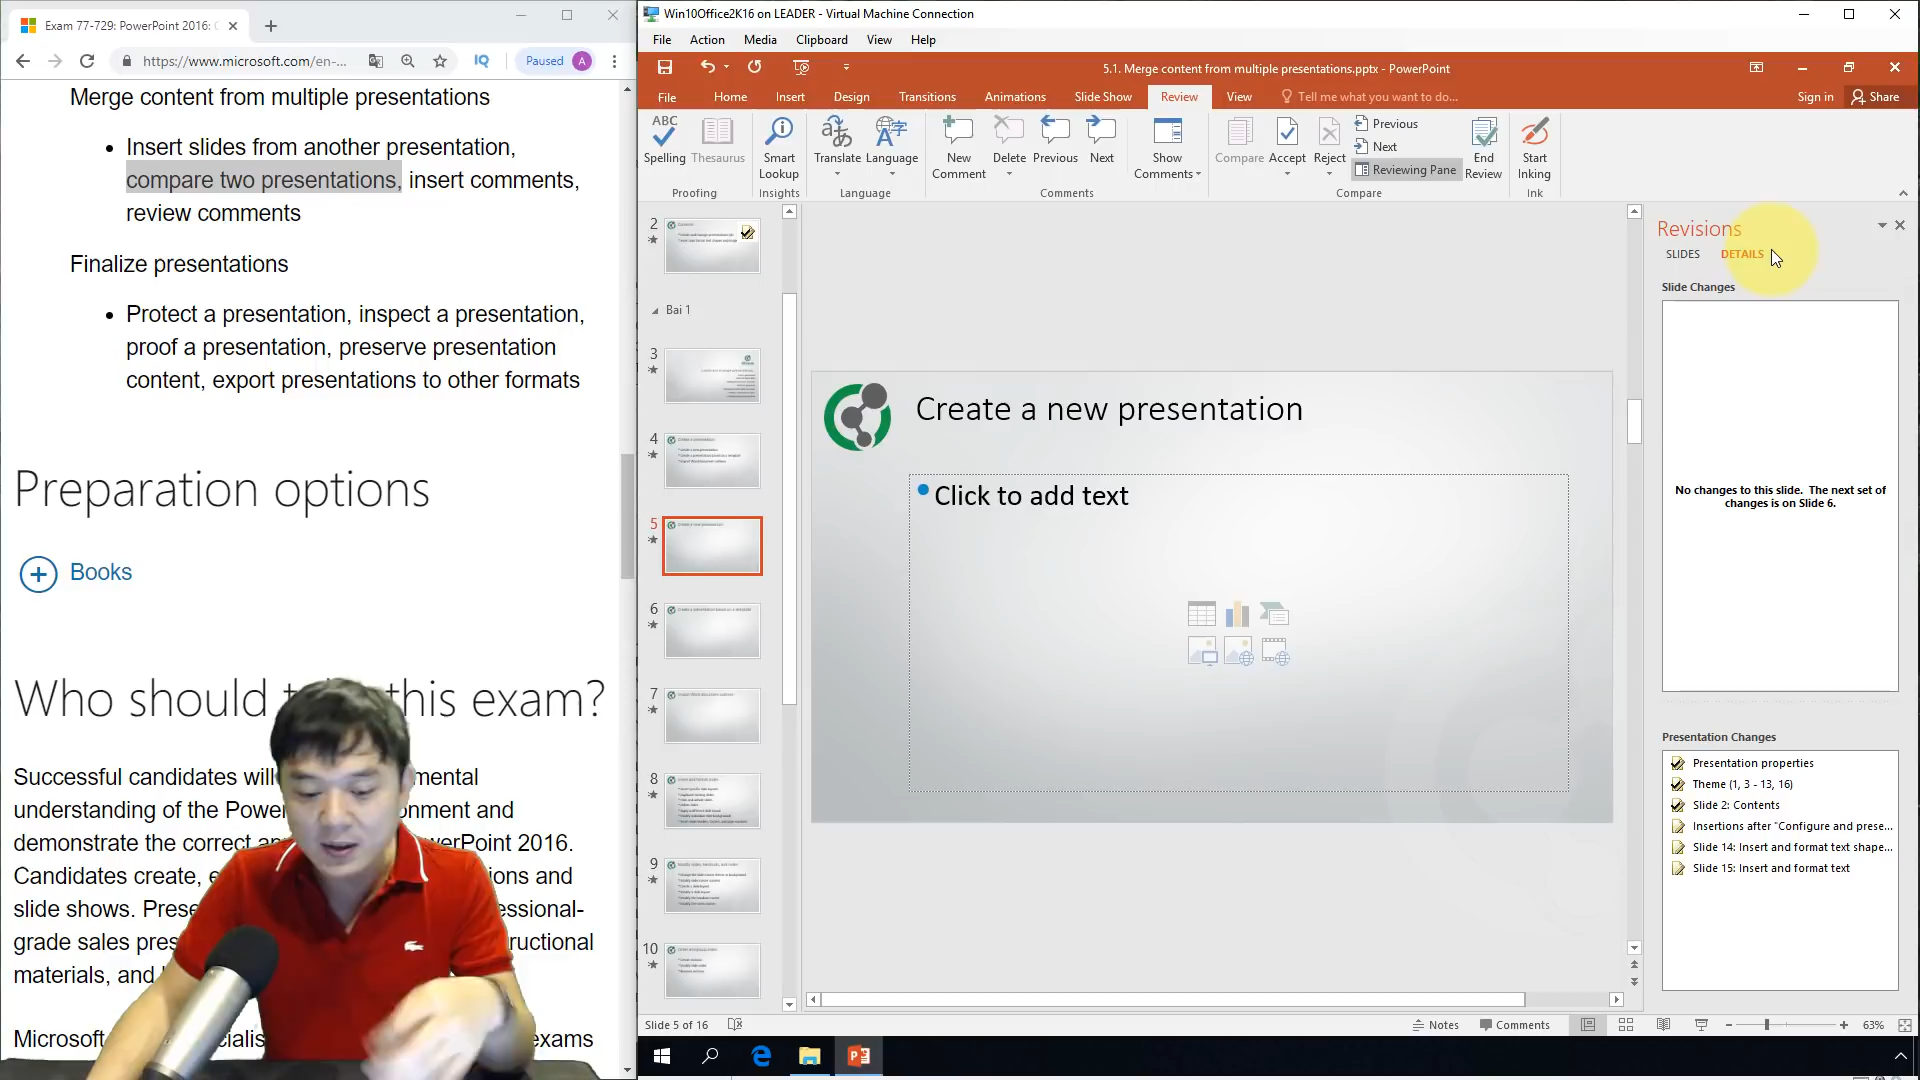 Exam 77-729: PowerPoint 2016:
https://www.microsoft.com/en-...
Paused
A
Merge content from multiple presentations
Insert slides from another presentation,
compare two presentations, insert comments,
review comments
Finalize presentations
Protect a presentation, inspect a presentation,
proof a presentation, preserve presentation
content, export presentations to other formats
Preparation options
Books
Who should this exam?
Successful candidates will mental
understanding of the Power onment and
demonstrate the correct werPoint 2016.
Candidates create, ions and
slide shows. essional-
grade sales ructional
materials, and
Microsoft exams
Win10Office2K16 on LEADER - Virtual Machine Connection
File Action Media Clipboard View Help
5.1. Merge content from multiple presentations.pptx - PowerPoint
File Home Insert Design Transitions Animations Slide Show Review View Tell me what you want to do... Sign in Share
ABC
Spelling Thesaurus Smart Lookup Translate Language New Comment Delete Previous Next Show Comments Compare Accept Reject Previous
Next
Reviewing Pane
End Review Start Inking
Proofing Insights Language Comments Compare Ink
2
Bai 1
3
4
5
6
7
8
9
10
Create a new presentation
Click to add text
Revisions
SLIDES DETAILS
Slide Changes
No changes to this slide. The next set of
changes is on Slide 6.
Presentation Changes
Presentation properties
Theme (1, 3 - 13, 16)
Slide 2: Contents
Insertions after "Configure and prese...
Slide 14: Insert and format text shape...
Slide 15: Insert and format text
Slide 5 of 16
Notes Comments 63%